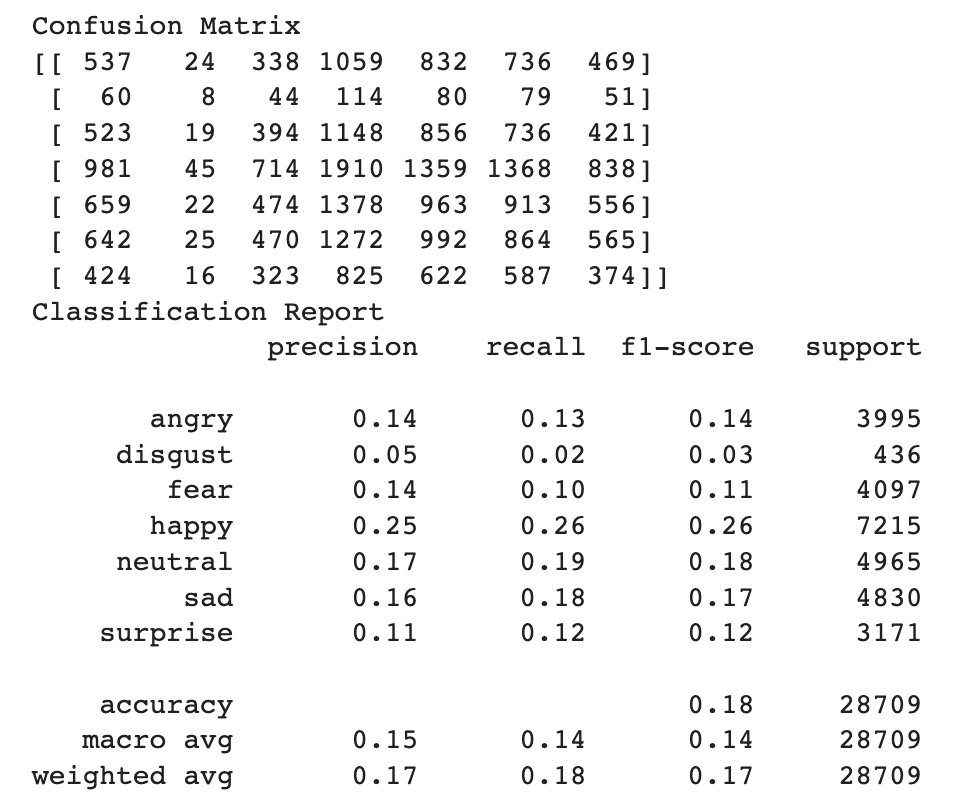 Confusion Matrix
[[ 537 24 338 1059 832 736 469]
[ 60 8 44 114 80 79 51]
[ 523 19 394 1148 856 736 421]
[ 981 45 714 1910 1359 1368 838]
[ 659 22 474 1378 963 913 556]
[ 642 25 470 1272 992 864 565]
[ 424 16 323 825 622 587 374]]
Classification Report
precision recall f1-score support
angry 0.14 0.13 0.14 3995
disgust 0.05 0.02 0.03 436
fear 0.14 0.10 0.11 4097
happy 0.25 0.26 0.26 7215
neutral 0.17 0.19 0.18 4965
sad 0.16 0.18 0.17 4830
surprise 0.11 0.12 0.12 3171
accuracy 0.18 28709
macro avg 0.15 0.14 0.14 28709
weighted avg 0.17 0.18 0.17 28709